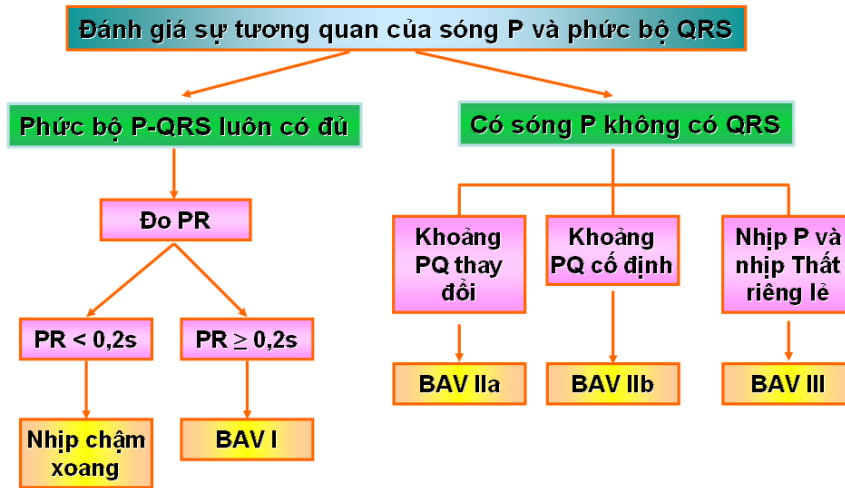 Đánh giá sự tương quan của sóng P và phức bộ QRS
Phức bộ P-QRS luôn có đủ
Có sóng P không có QRS
Đo PR
Khoảng
PQ thay
đổi
Khoảng
PQ cố định
Nhịp P và
nhịp Thất
riêng lẻ
PR < 0,2s
PR ≥ 0,2s
BAV IIa
BAV IIb
BAV III
Nhịp chậm
xoang
BAV I